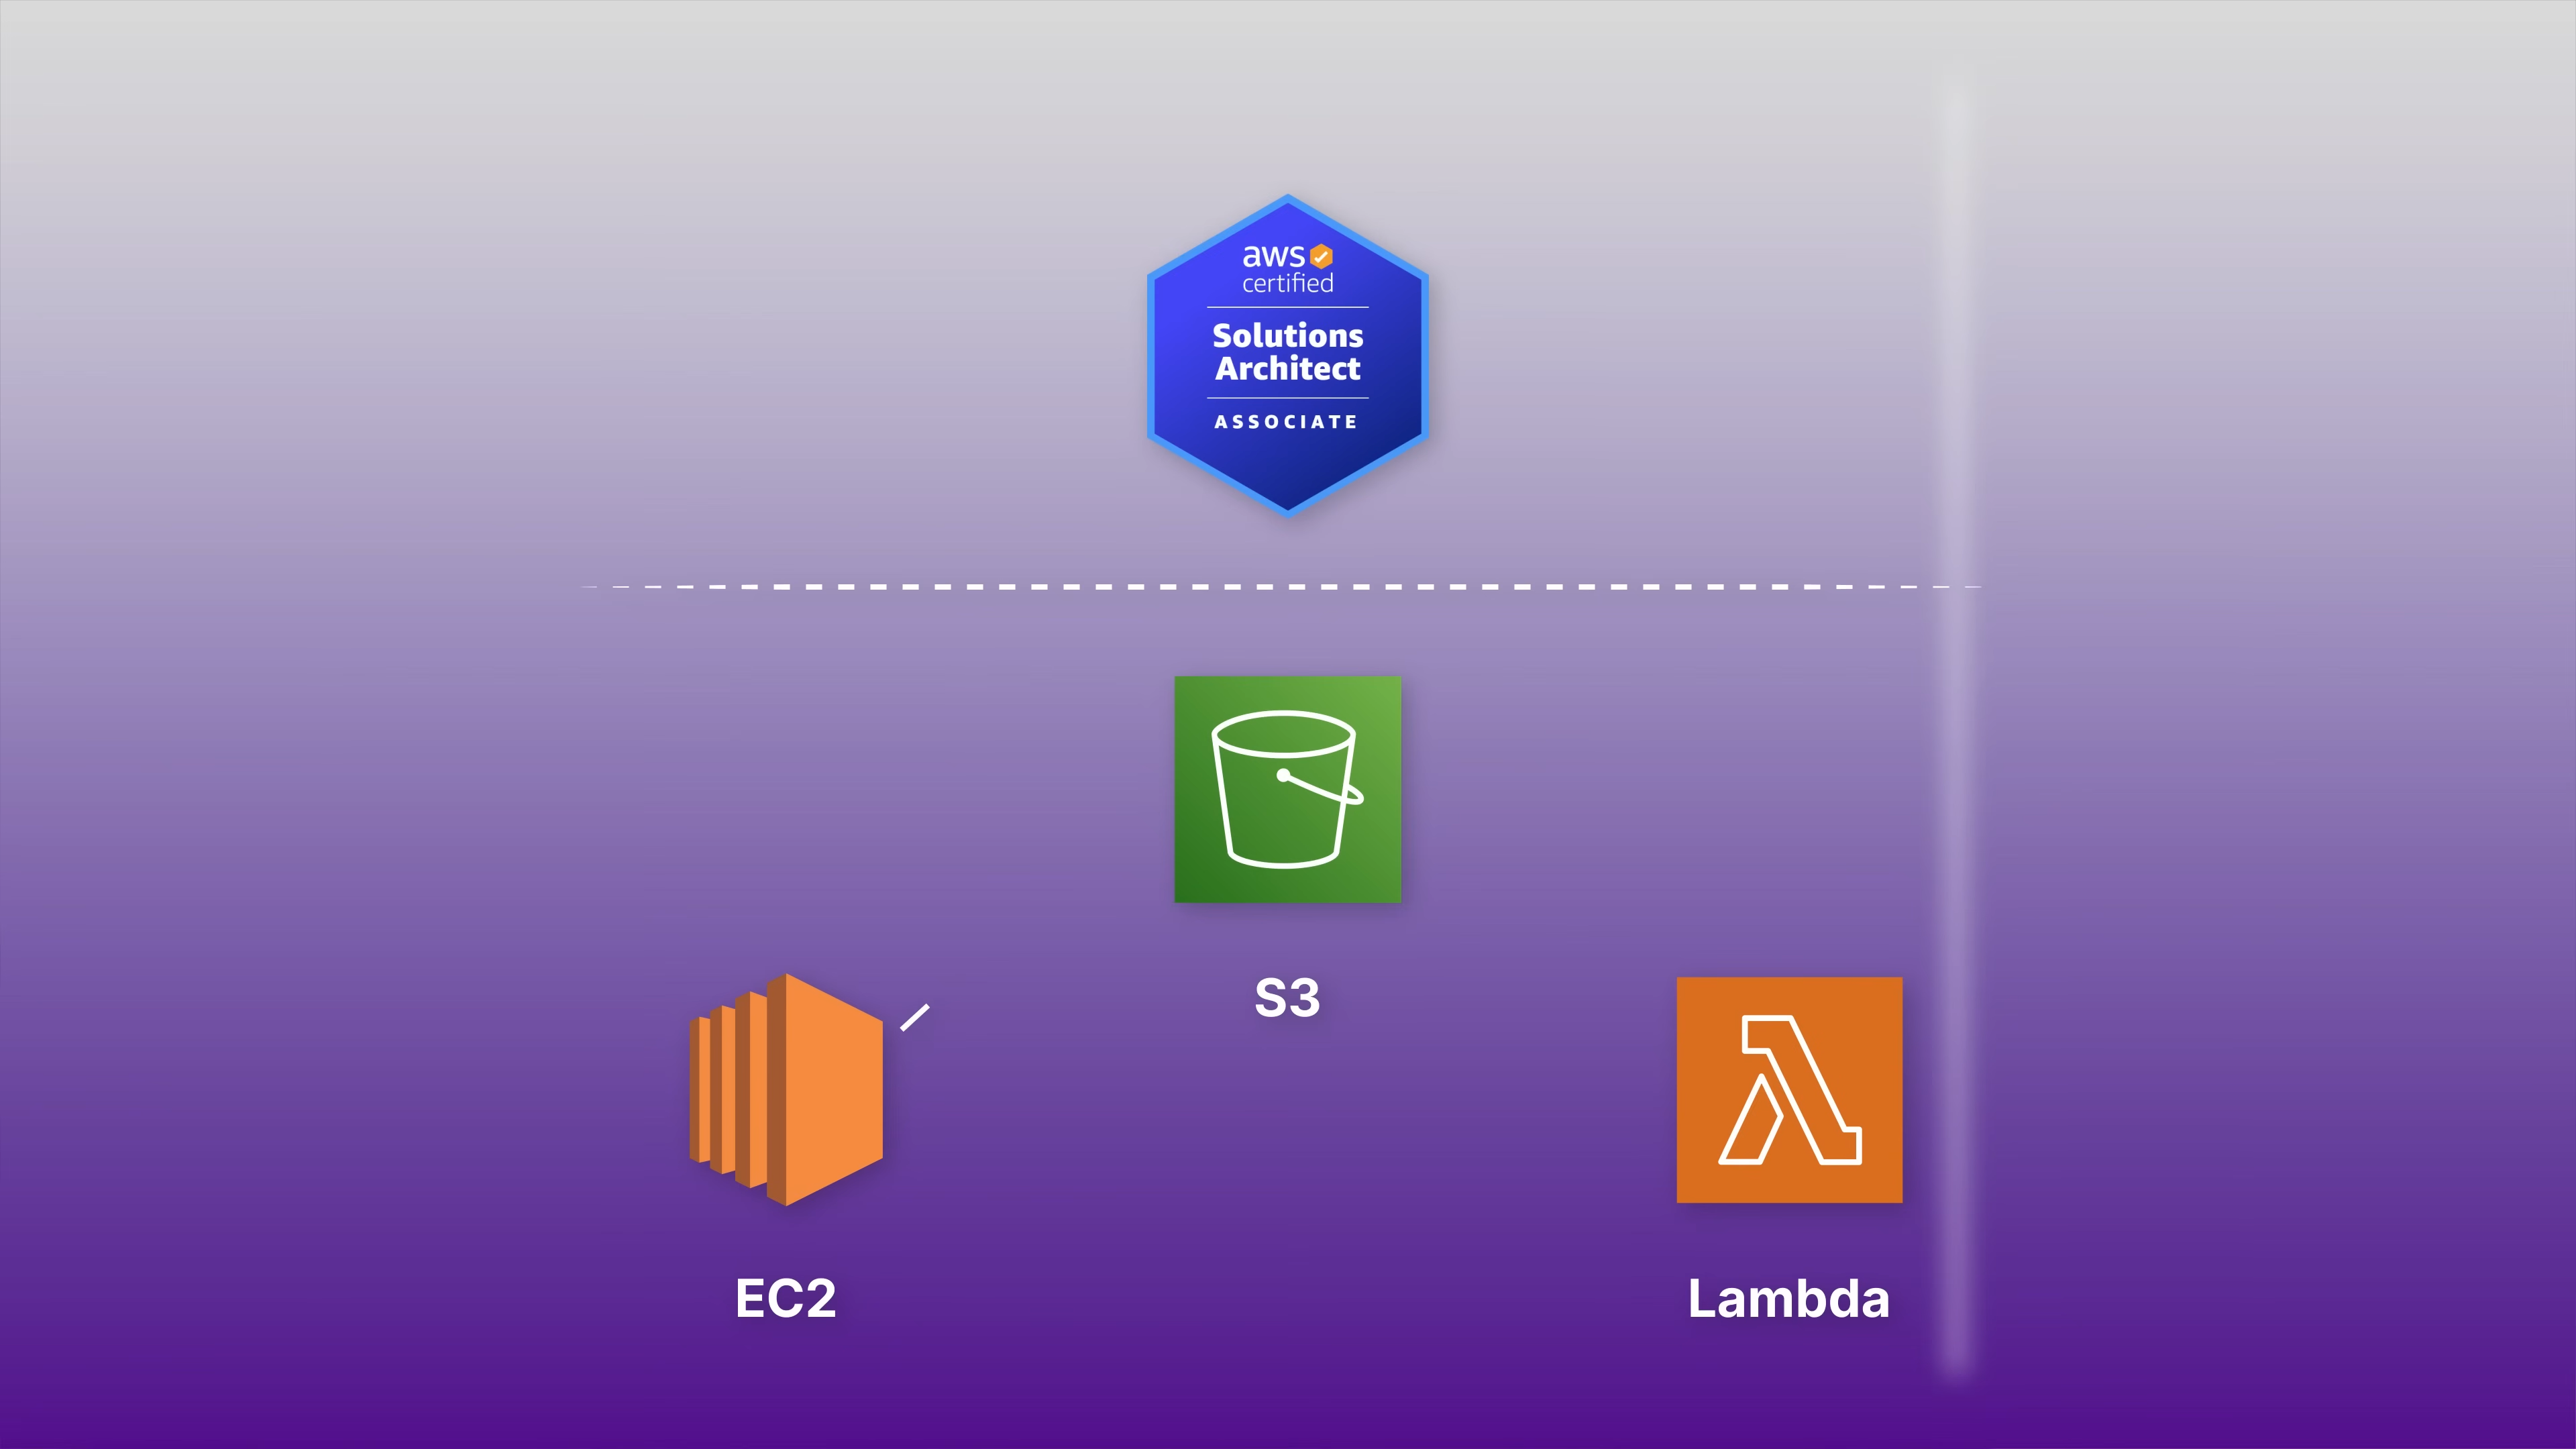 aws
certified
Solutions
Architect
ASSOCIATE
S3
EC2
Lambda